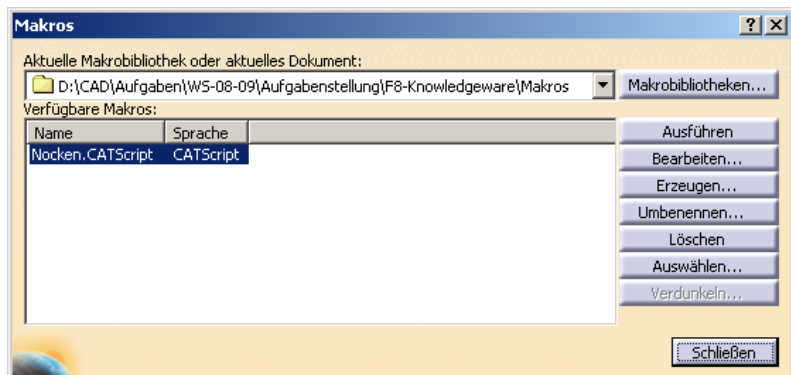 Makros
Aktuelle Makrobibliothek oder aktuelles Dokument:
D:\CAD\Aufgaben\WS-08-09\Aufgabenstellung\F8-Knowledgeware\Makros
Makrobibliotheken...
Verfügbare Makros:
Name Sprache
Nocken.CATScript CATScript
Ausführen
Bearbeiten...
Erzeugen...
Umbenennen...
Löschen
Auswählen...
Verdunkeln...
Schließen